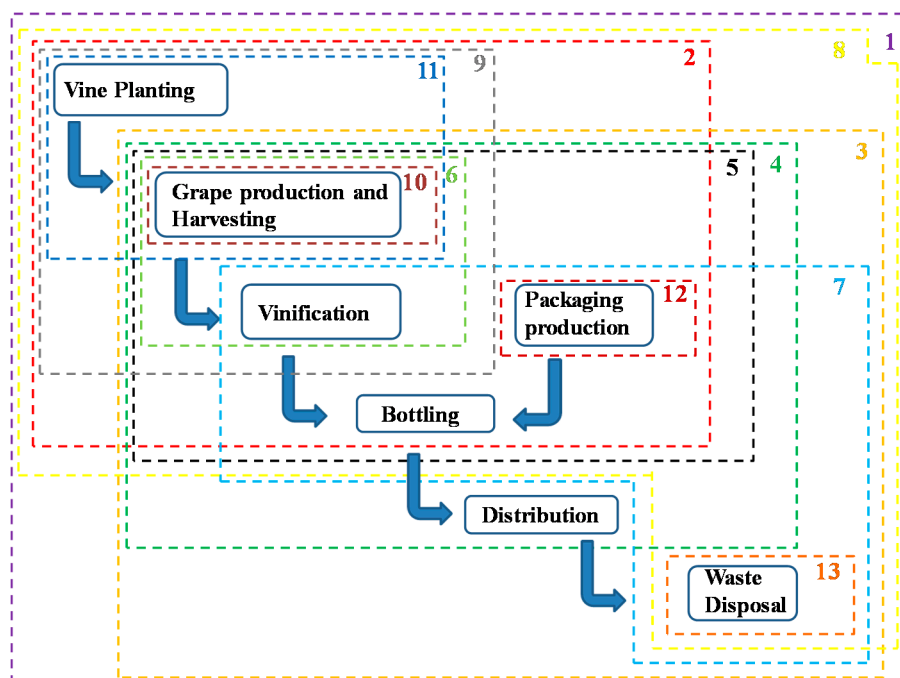 1
8
2
9
11
Vine Planting
3
4
5
6
10
Grape production and
Harvesting
7
12
Packaging
production
Vinification
Bottling
Distribution
13
Waste
Disposal